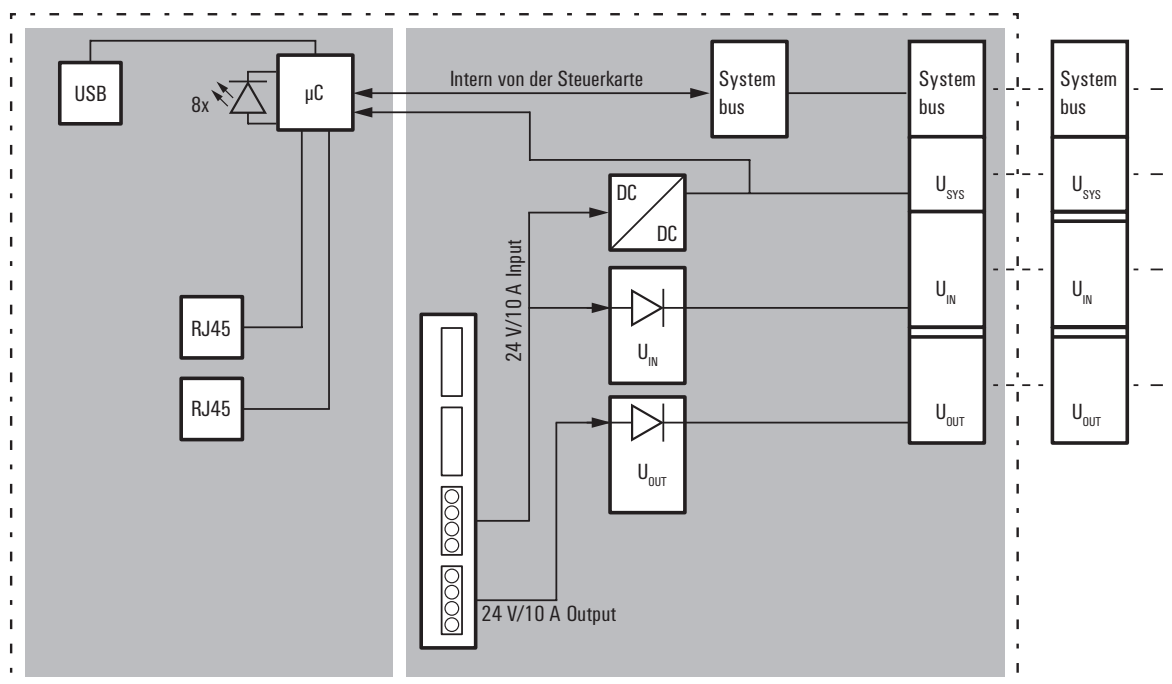 USB
8x
µC
Intern von der Steuerkarte
System
bus
System
bus
System
bus
DC
DC
U_SYS
U_SYS
24 V/10 A Input
U_IN
U_IN
U_IN
RJ45
RJ45
U_OUT
U_OUT
U_OUT
24 V/10 A Output